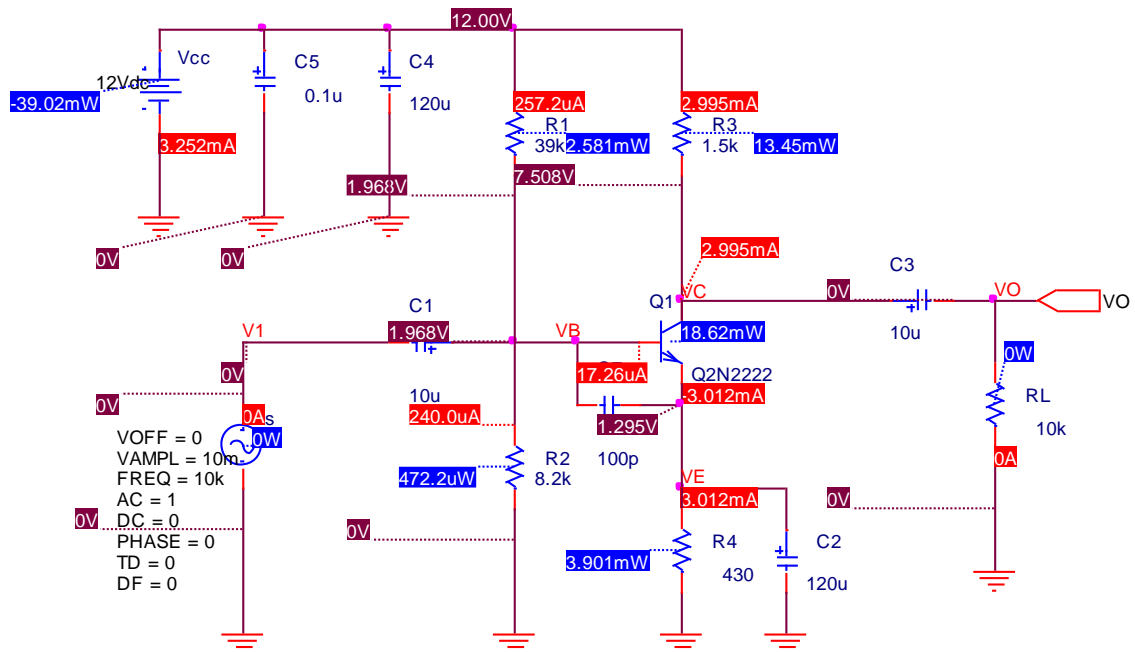 12.00V
Vcc
C5
C4
12Vdc
-39.02mW
0.1u
120u
257.2uA
2.995mA
R1
R3
3.252mA
39k
2.581mW
1.5k
13.45mW
1.968V
7.508V
0V
0V
2.995mA
C3
0V
VC
VO
VO
Q1
10u
C1
V1
1.968V
VB
18.62mW
0W
0V
17.26uA
Q2N2222
10u
-3.012mA
RL
0V
0A
s
240.0uA
1.295V
10k
VOFF = 0
0W
100p
VAMPL = 10m
R2
0A
FREQ = 10k
472.2uW
8.2k
VE
AC = 1
3.012mA
0V
0V
DC = 0
0V
PHASE = 0
R4
C2
TD = 0
3.901mW
430
120u
DF = 0